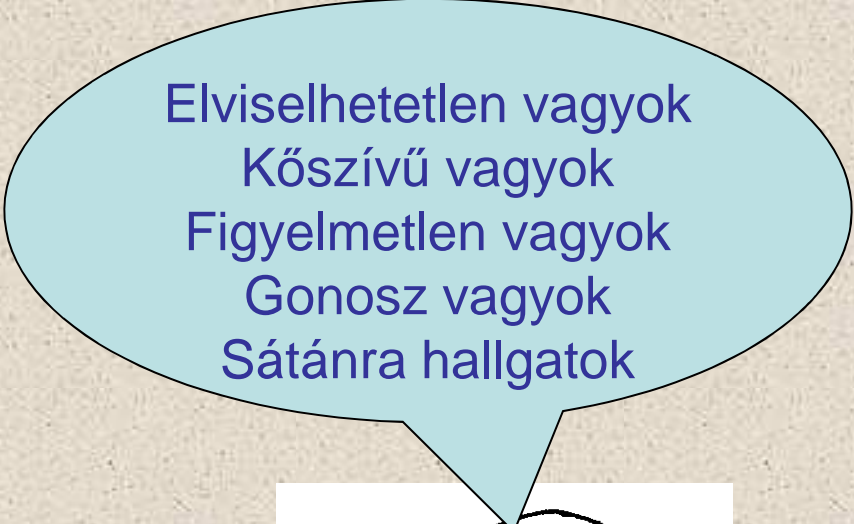 Elviselhetetlen vagyok
Kőszívű vagyok
Figyelmetlen vagyok
Gonosz vagyok
Sátánra hallgatok